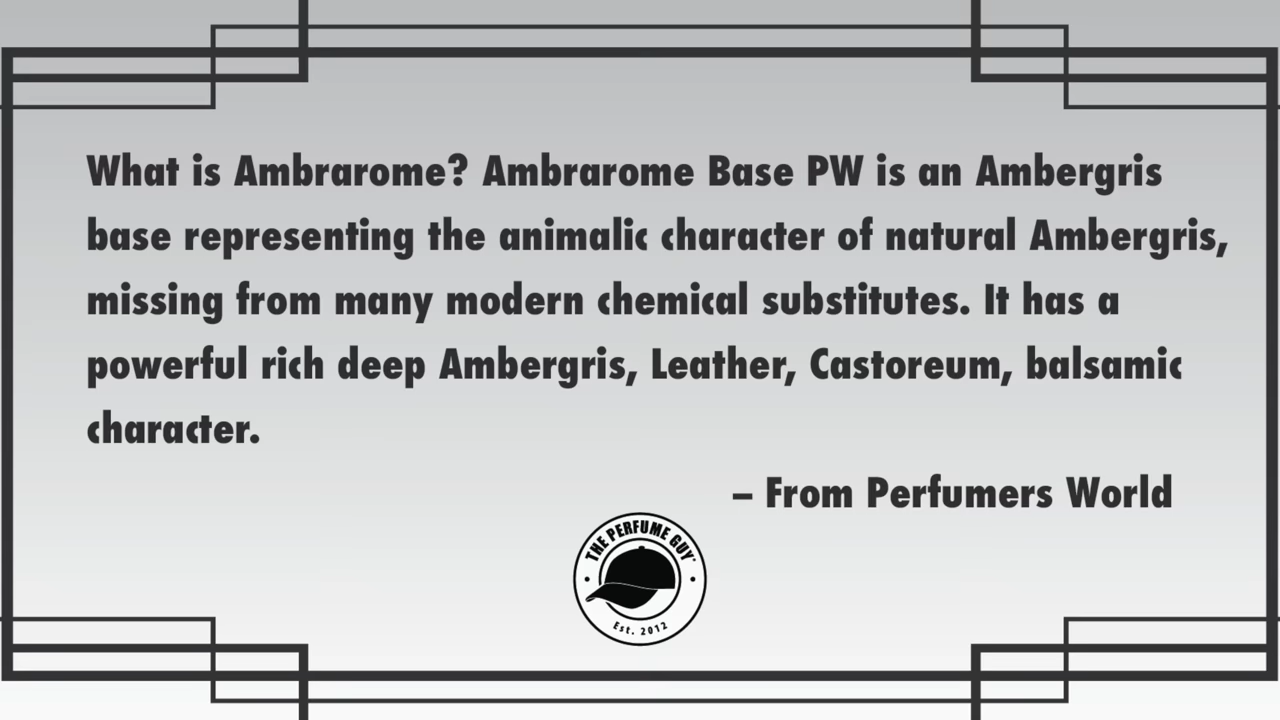 What is Ambrarome? Ambrarome Base PW is an Ambergris
base representing the animalic character of natural Ambergris,
missing from many modern chemical substitutes. It has a
powerful rich deep Ambergris, Leather, Castoreum, balsamic
character.
– From Perfumers World
THE PERFUME GUY
Est. 2012